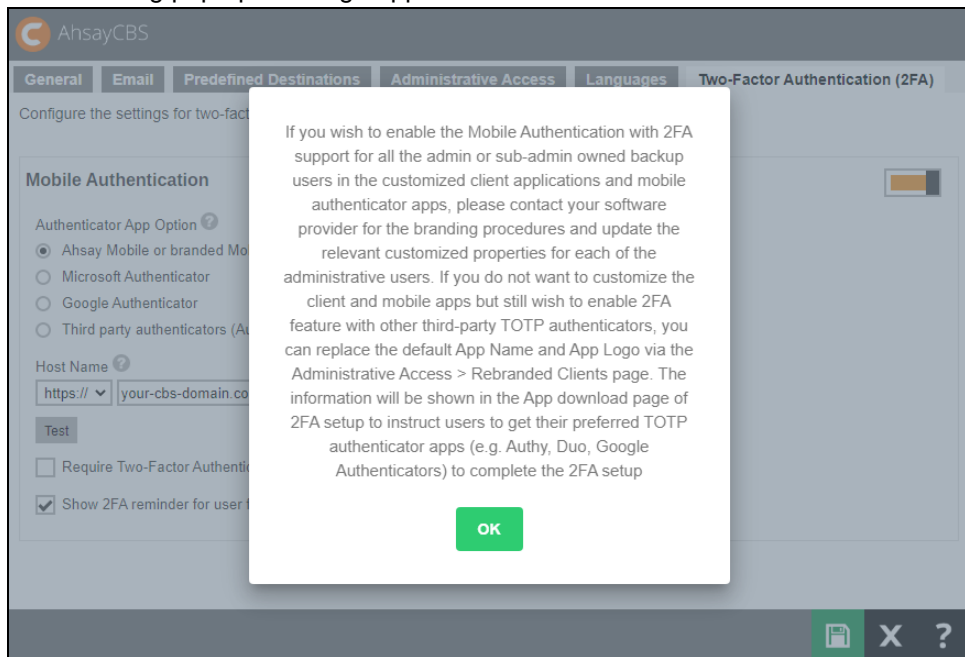 AhsayCBS
General Email Predefined Destinations Administrative Access Languages Two-Factor Authentication (2FA)
Configure the settings for two-fact
If you wish to enable the Mobile Authentication with 2FA
support for all the admin or sub-admin owned backup
users in the customized client applications and mobile
authenticator apps, please contact your software
provider for the branding procedures and update the
relevant customized properties for each of the
administrative users. If you do not want to customize the
client and mobile apps but still wish to enable 2FA
feature with other third-party TOTP authenticators, you
can replace the default App Name and App Logo via the
Administrative Access > Rebranded Clients page. The
information will be shown in the App download page of
2FA setup to instruct users to get their preferred TOTP
authenticator apps (e.g. Authy, Duo, Google
Authenticators) to complete the 2FA setup
OK
Mobile Authentication
Authenticator App Option ?
Ahsay Mobile or branded Mo
Microsoft Authenticator
Google Authenticator
Third party authenticators (Au
Host Name ?
https:// your-cbs-domain.co
Test
Require Two-Factor Authentic
Show 2FA reminder for user f
X ?